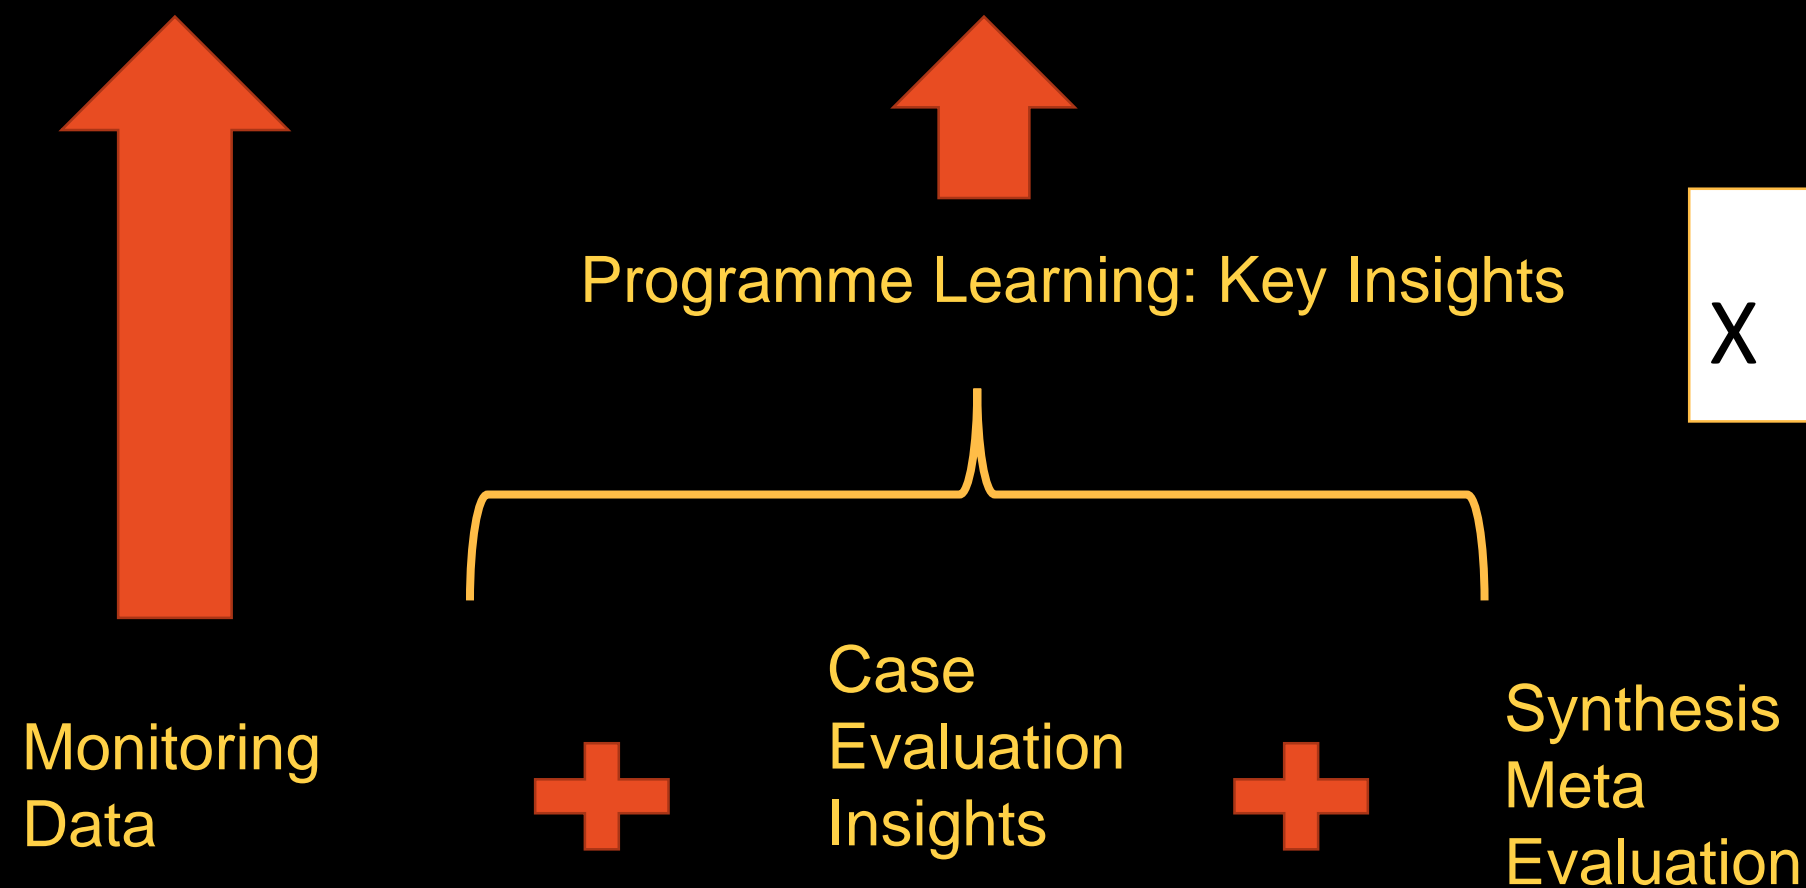 Programme Learning: Key Insights
X
Monitoring
Data
Case
Evaluation
Insights
Synthesis
Meta
Evaluation